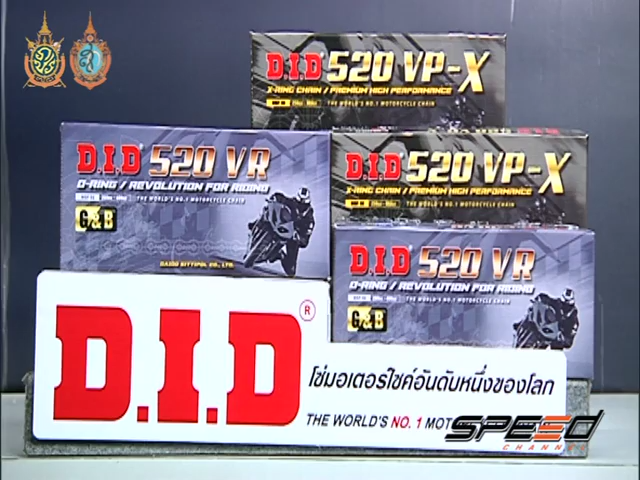 D.I.D 520 VP-X
X-RING CHAIN / PREMIUM HIGH PERFORMANCE
THE WORLD'S NO.1 MOTORCYCLE CHAIN
D.I.D 520 VR
O-RING / REVOLUTION FOR RIDING
THE WORLD'S NO.1 MOTORCYCLE CHAIN
G&B
DAIDO SITTIPOL CO., LTD.
D.I.D 520 VP-X
X-RING CHAIN / PREMIUM HIGH PERFORMANCE
THE WORLD'S NO.1 MOTORCYCLE CHAIN
D.I.D 520 VR
O-RING / REVOLUTION FOR RIDING
THE WORLD'S NO.1 MOTORCYCLE CHAIN
G&B
D.I.D®
โซ่มอเตอร์ไซค์อันดับหนึ่งของโลก
THE WORLD'S NO. 1 MOT
SPEED
CHANNEL